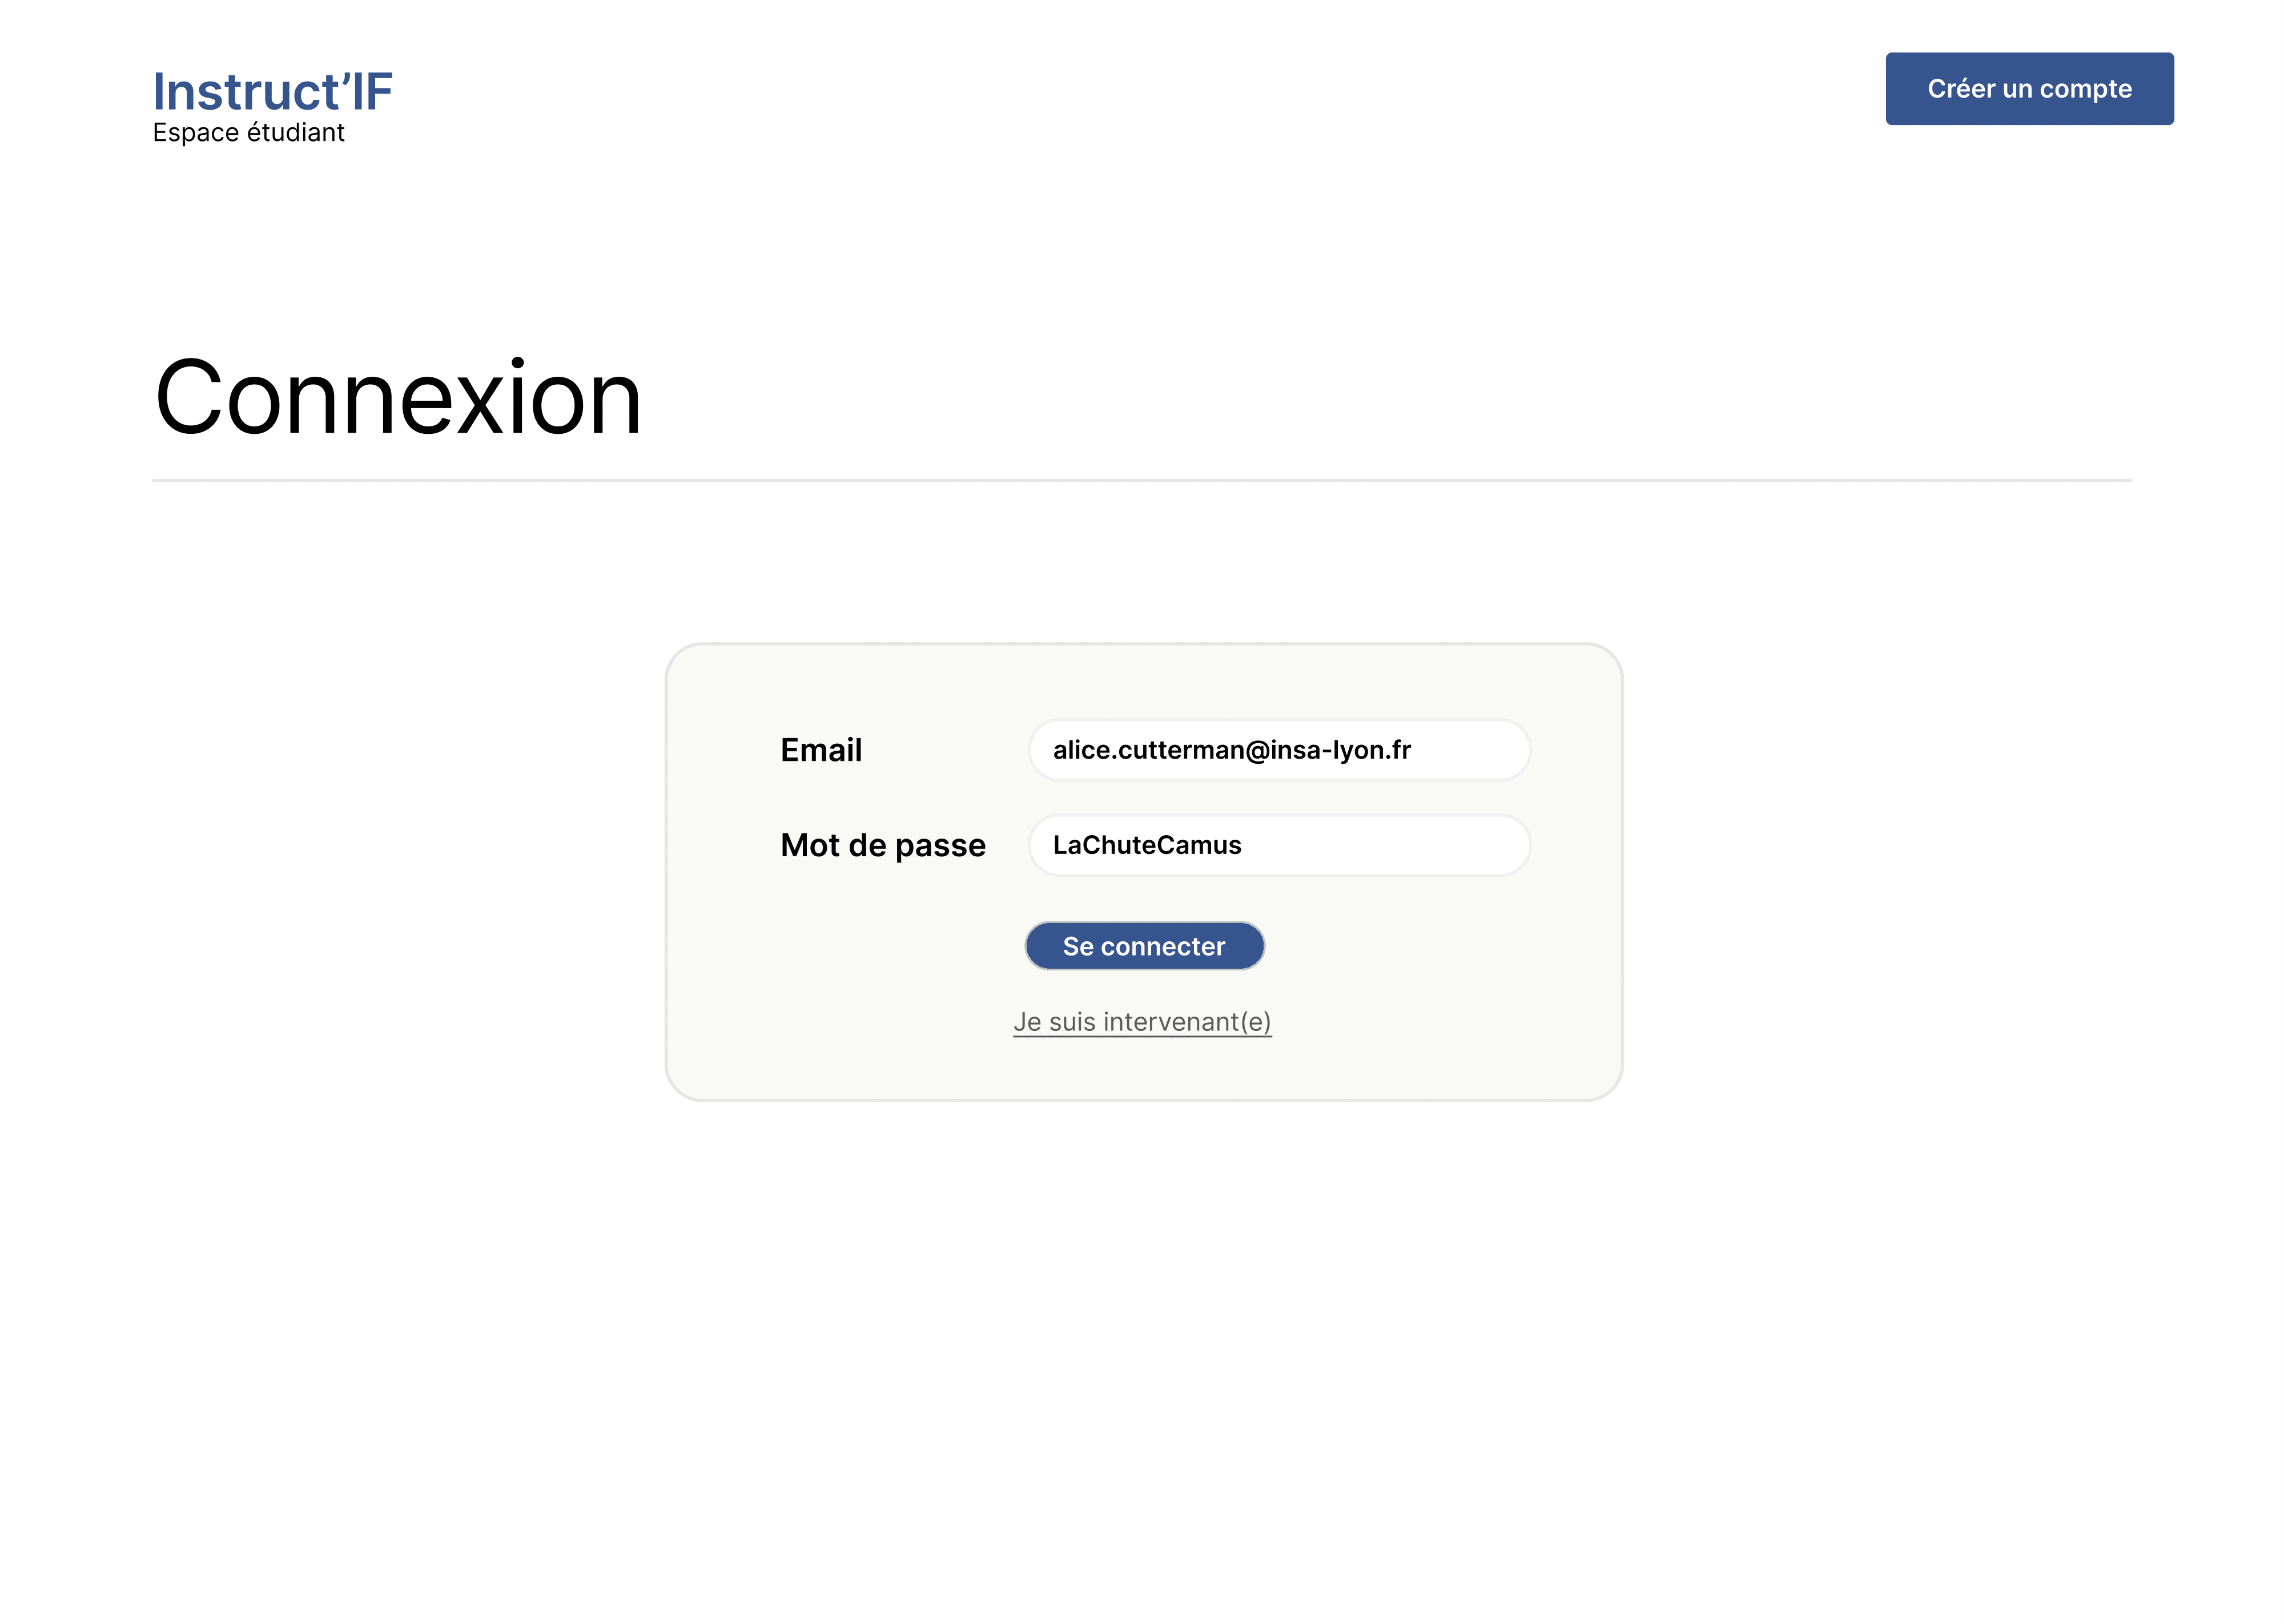 Instruct’IF
Espace étudiant
Créer un compte
Connexion
Email
alice.cutterman@insa-lyon.fr
Mot de passe
LaChuteCamus
Se connecter
Je suis intervenant(e)